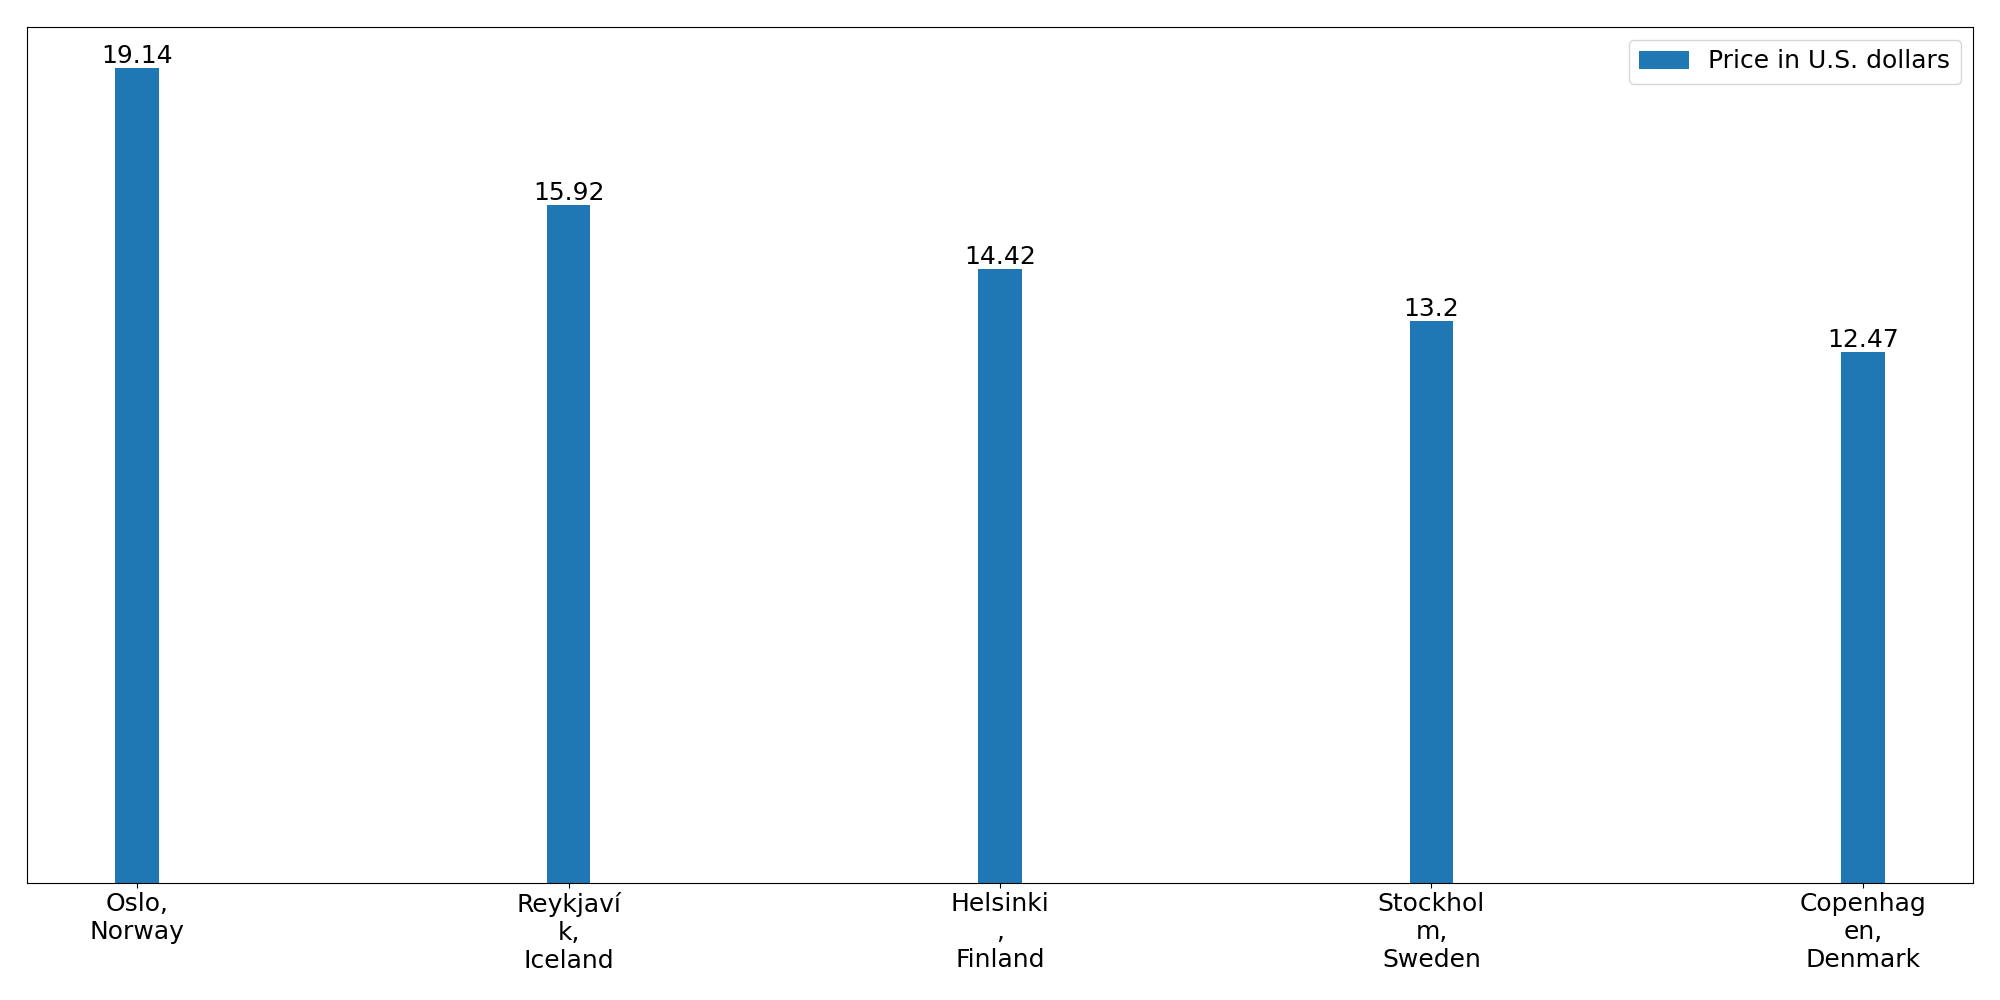 19.14
15.92
14.42
13.2
12.47
Price in U.S. dollars
Oslo,
Norway
Reykjaví
k,
Iceland
Helsinki
,
Finland
Stockhol
m,
Sweden
Copenhag
en,
Denmark